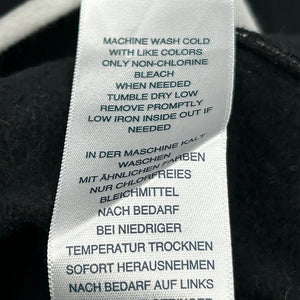 MACHINE WASH COLD
WITH LIKE COLORS
ONLY NON-CHLORINE
BLEACH
WHEN NEEDED
TUMBLE DRY LOW
REMOVE PROMPTLY
LOW IRON INSIDE OUT IF
NEEDED
IN DER MASCHINE KALT
WASCHEN
MIT ÄHNLICHEN FARBEN
NUR CHLORFREIES
BLEICHMITTEL
NACH BEDARF
BEI NIEDRIGER
TEMPERATUR TROCKNEN
SOFORT HERAUSNEHMEN
NACH BEDARF AUF LINKS